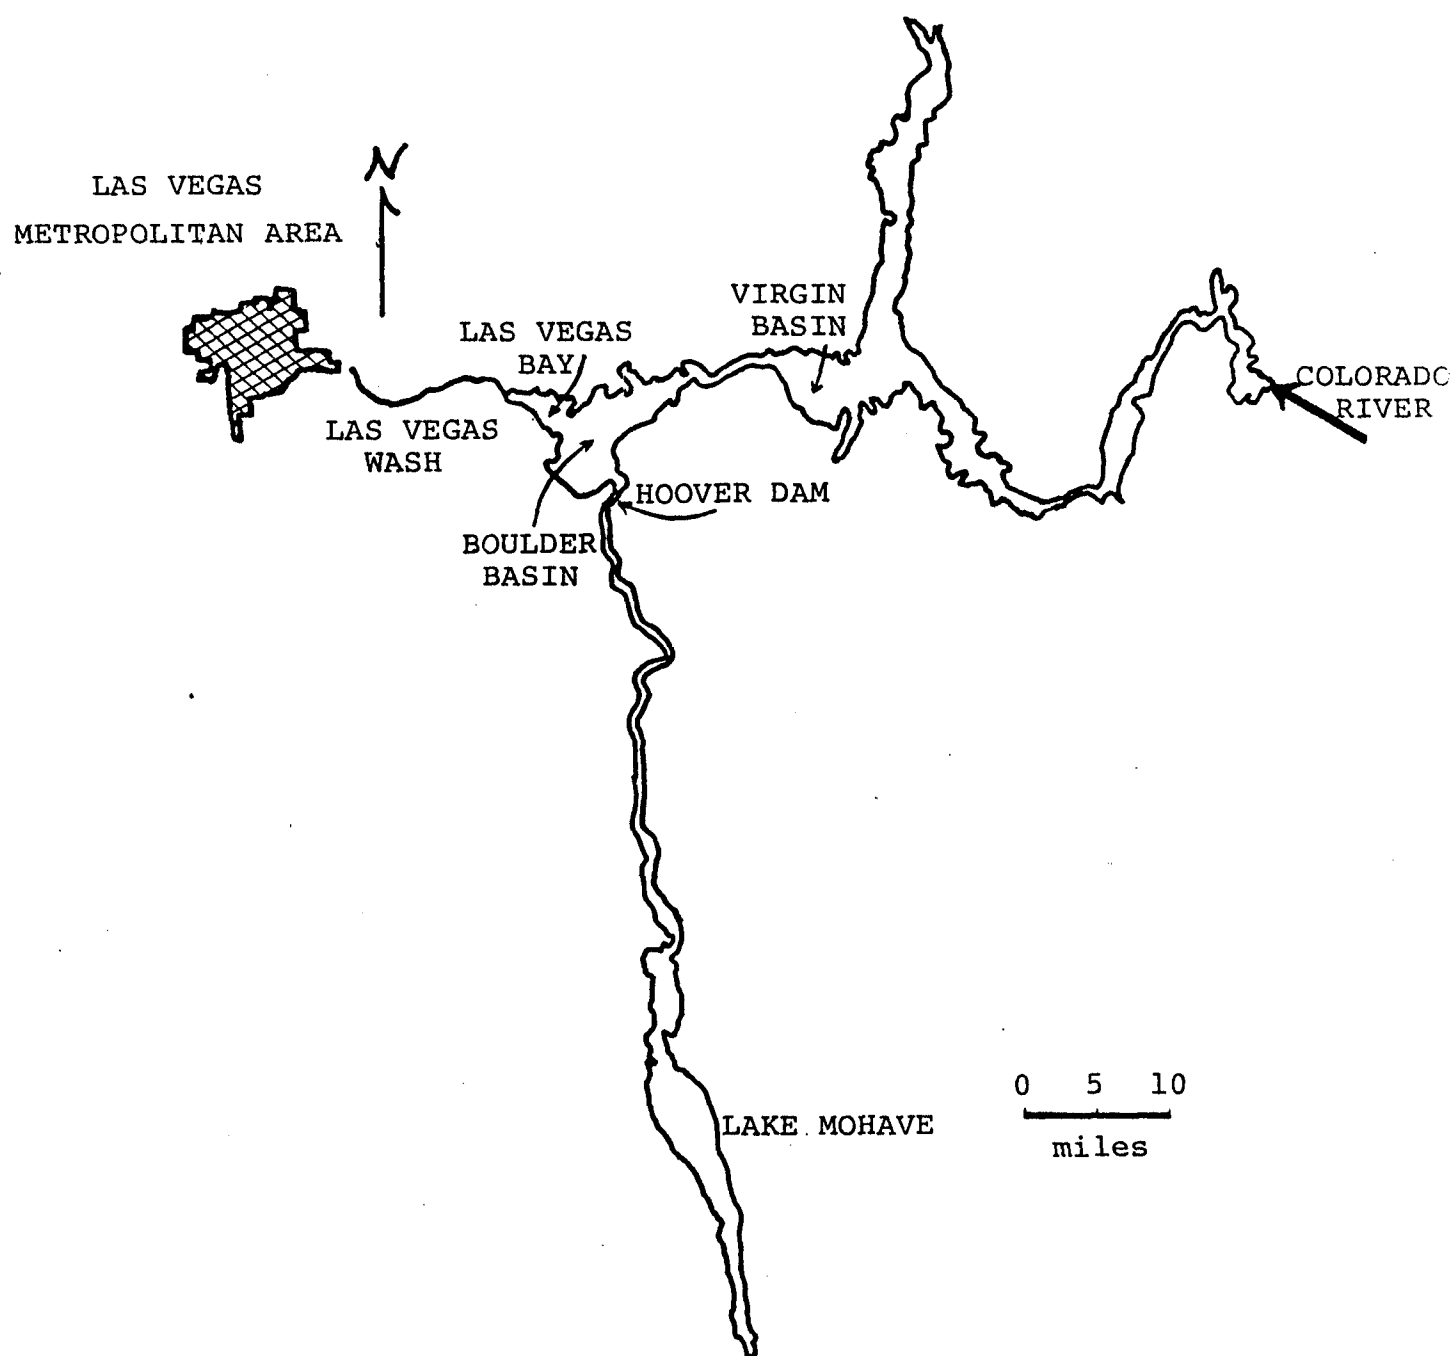 N
LAS VEGAS
METROPOLITAN AREA
VIRGIN
BASIN
LAS VEGAS
BAY
COLORADO
RIVER
LAS VEGAS
WASH
HOOVER DAM
BOULDER
BASIN
0 5 10
miles
LAKE MOHAVE